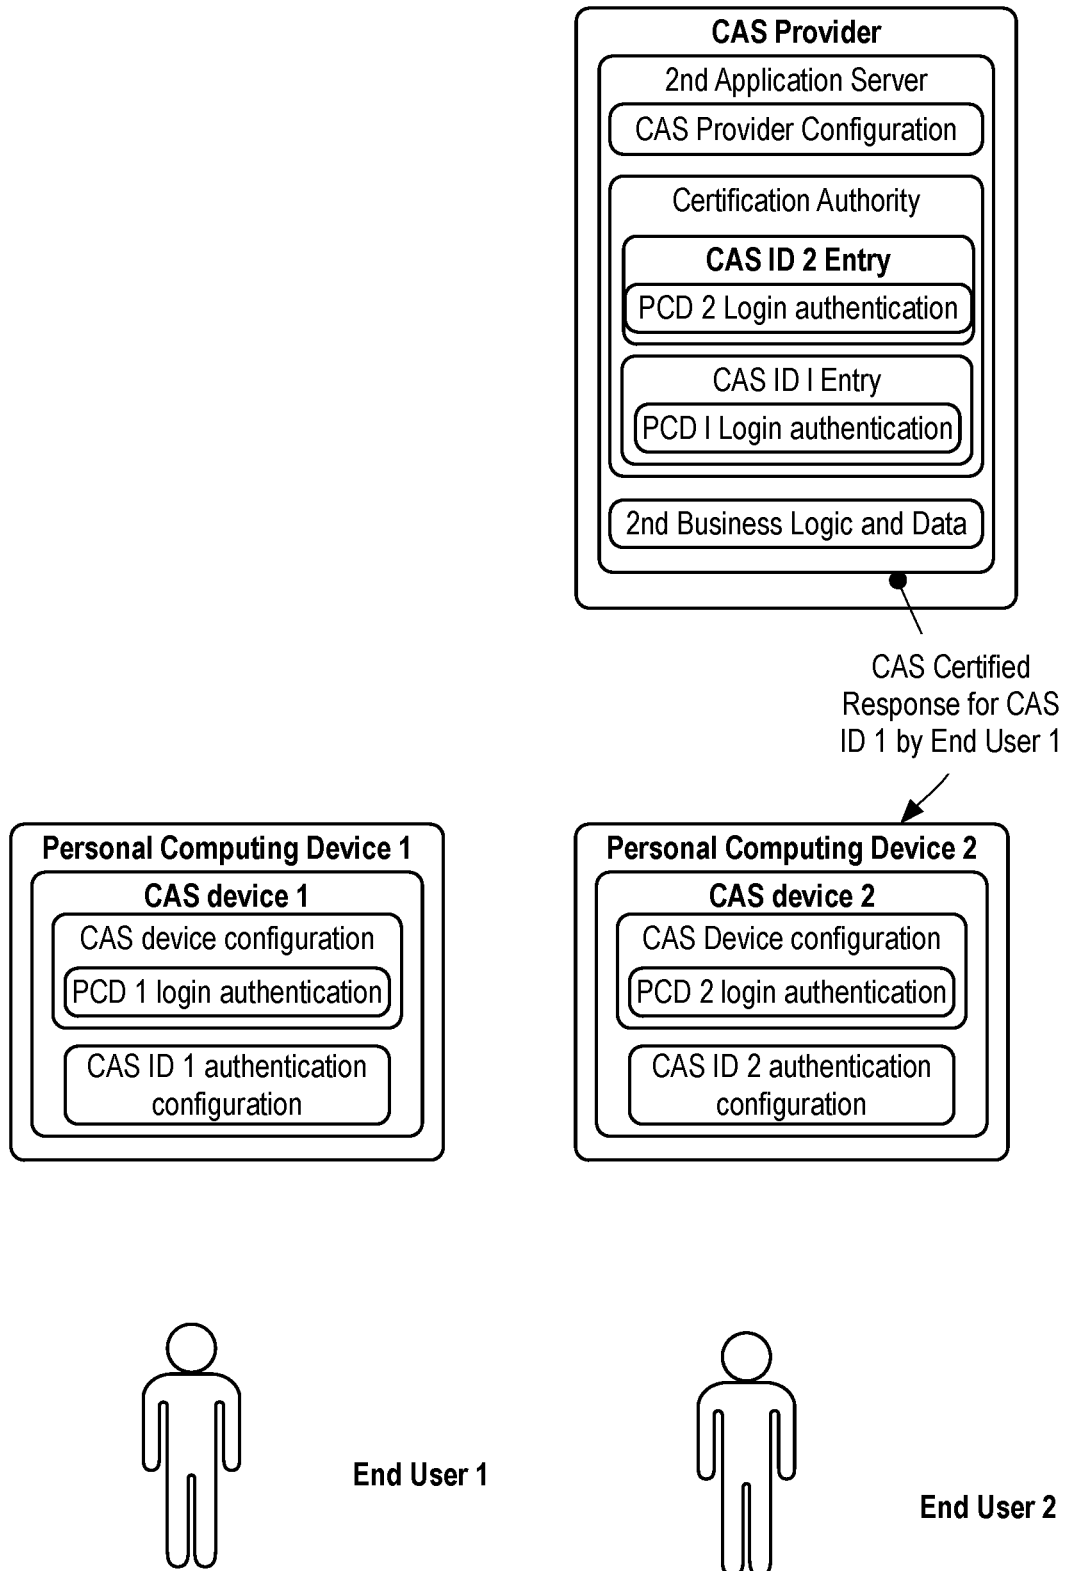 CAS Provider
2nd Application Server
CAS Provider Configuration
Certification Authority
CAS ID 2 Entry
PCD 2 Login authentication
CAS ID I Entry
PCD I Login authentication
2nd Business Logic and Data
CAS Certified
Response for CAS
ID 1 by End User 1
Personal Computing Device 1
CAS device 1
CAS device configuration
PCD 1 login authentication
CAS ID 1 authentication
configuration
Personal Computing Device 2
CAS device 2
CAS Device configuration
PCD 2 login authentication
CAS ID 2 authentication
configuration
End User 1
End User 2